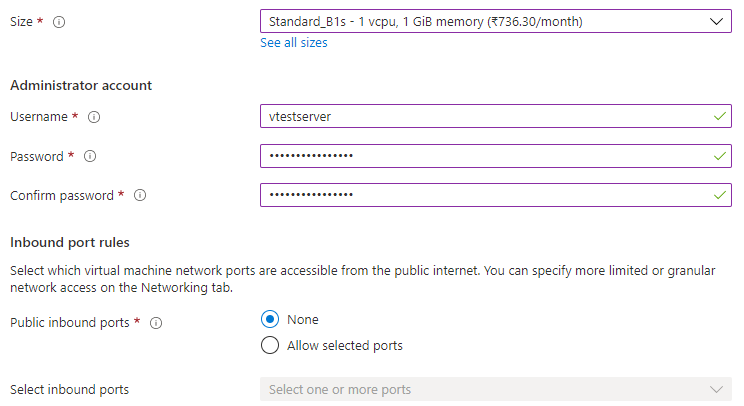 Size * Standard_B1s - 1 vcpu, 1 GiB memory (₹736.30/month)
See all sizes
Administrator account
Username * vtestserver
Password * ••••••••••••••••
Confirm password * ••••••••••••••••
Inbound port rules
Select which virtual machine network ports are accessible from the public internet. You can specify more limited or granular
network access on the Networking tab.
Public inbound ports * None
Allow selected ports
Select inbound ports Select one or more ports